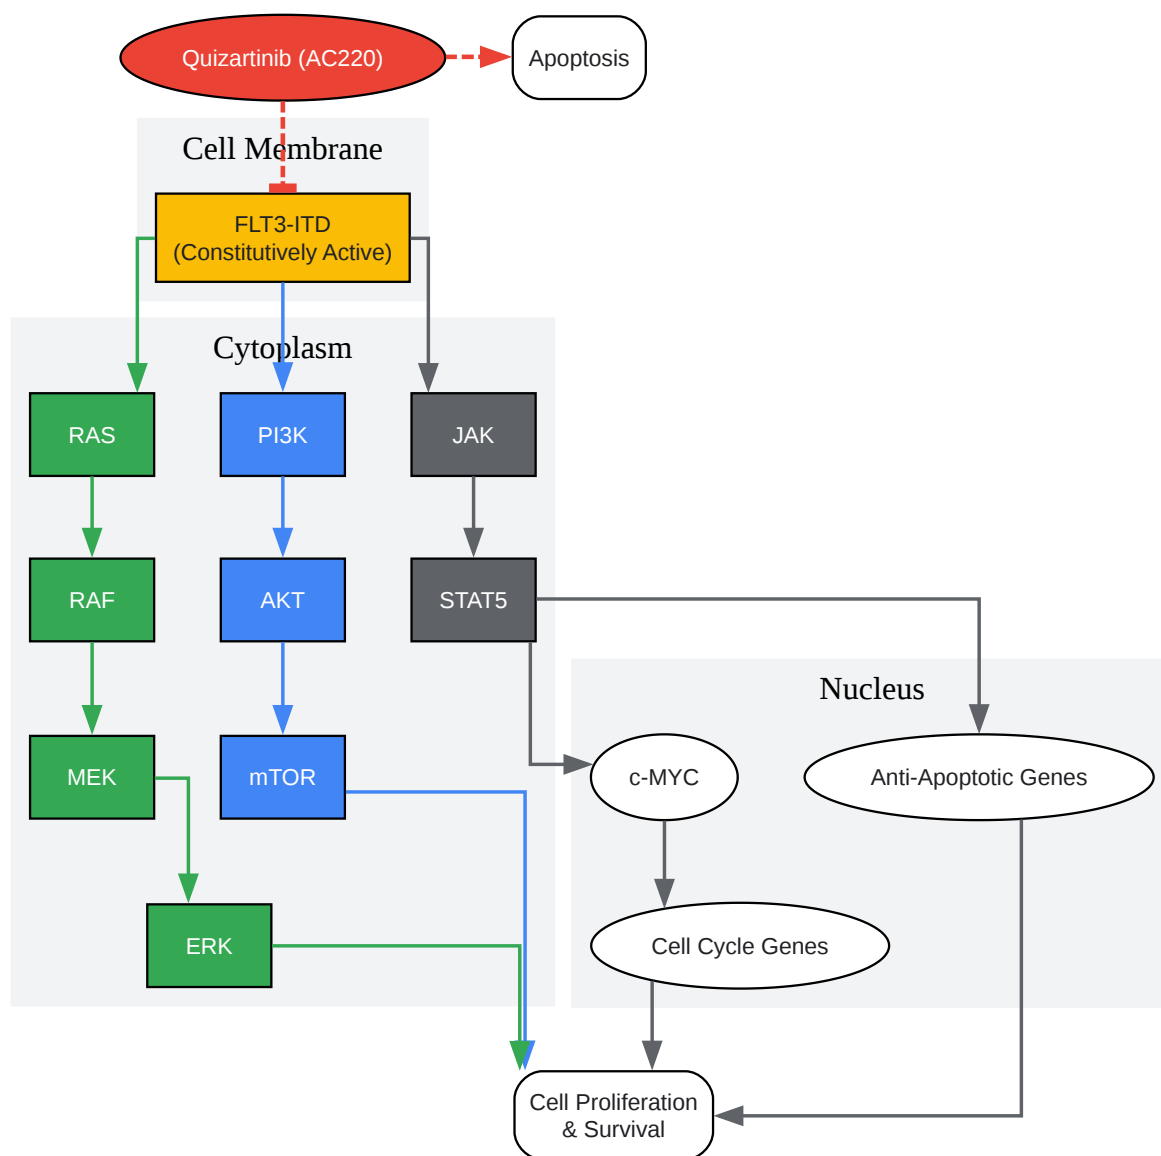 Quizartinib (AC220)
Apoptosis
Cell Membrane
FLT3-ITD
(Constitutively Active)
Cytoplasm
RAS
PI3K
JAK
RAF
AKT
STAT5
Nucleus
MEK
mTOR
c-MYC
Anti-Apoptotic Genes
ERK
Cell Cycle Genes
Cell Proliferation
& Survival